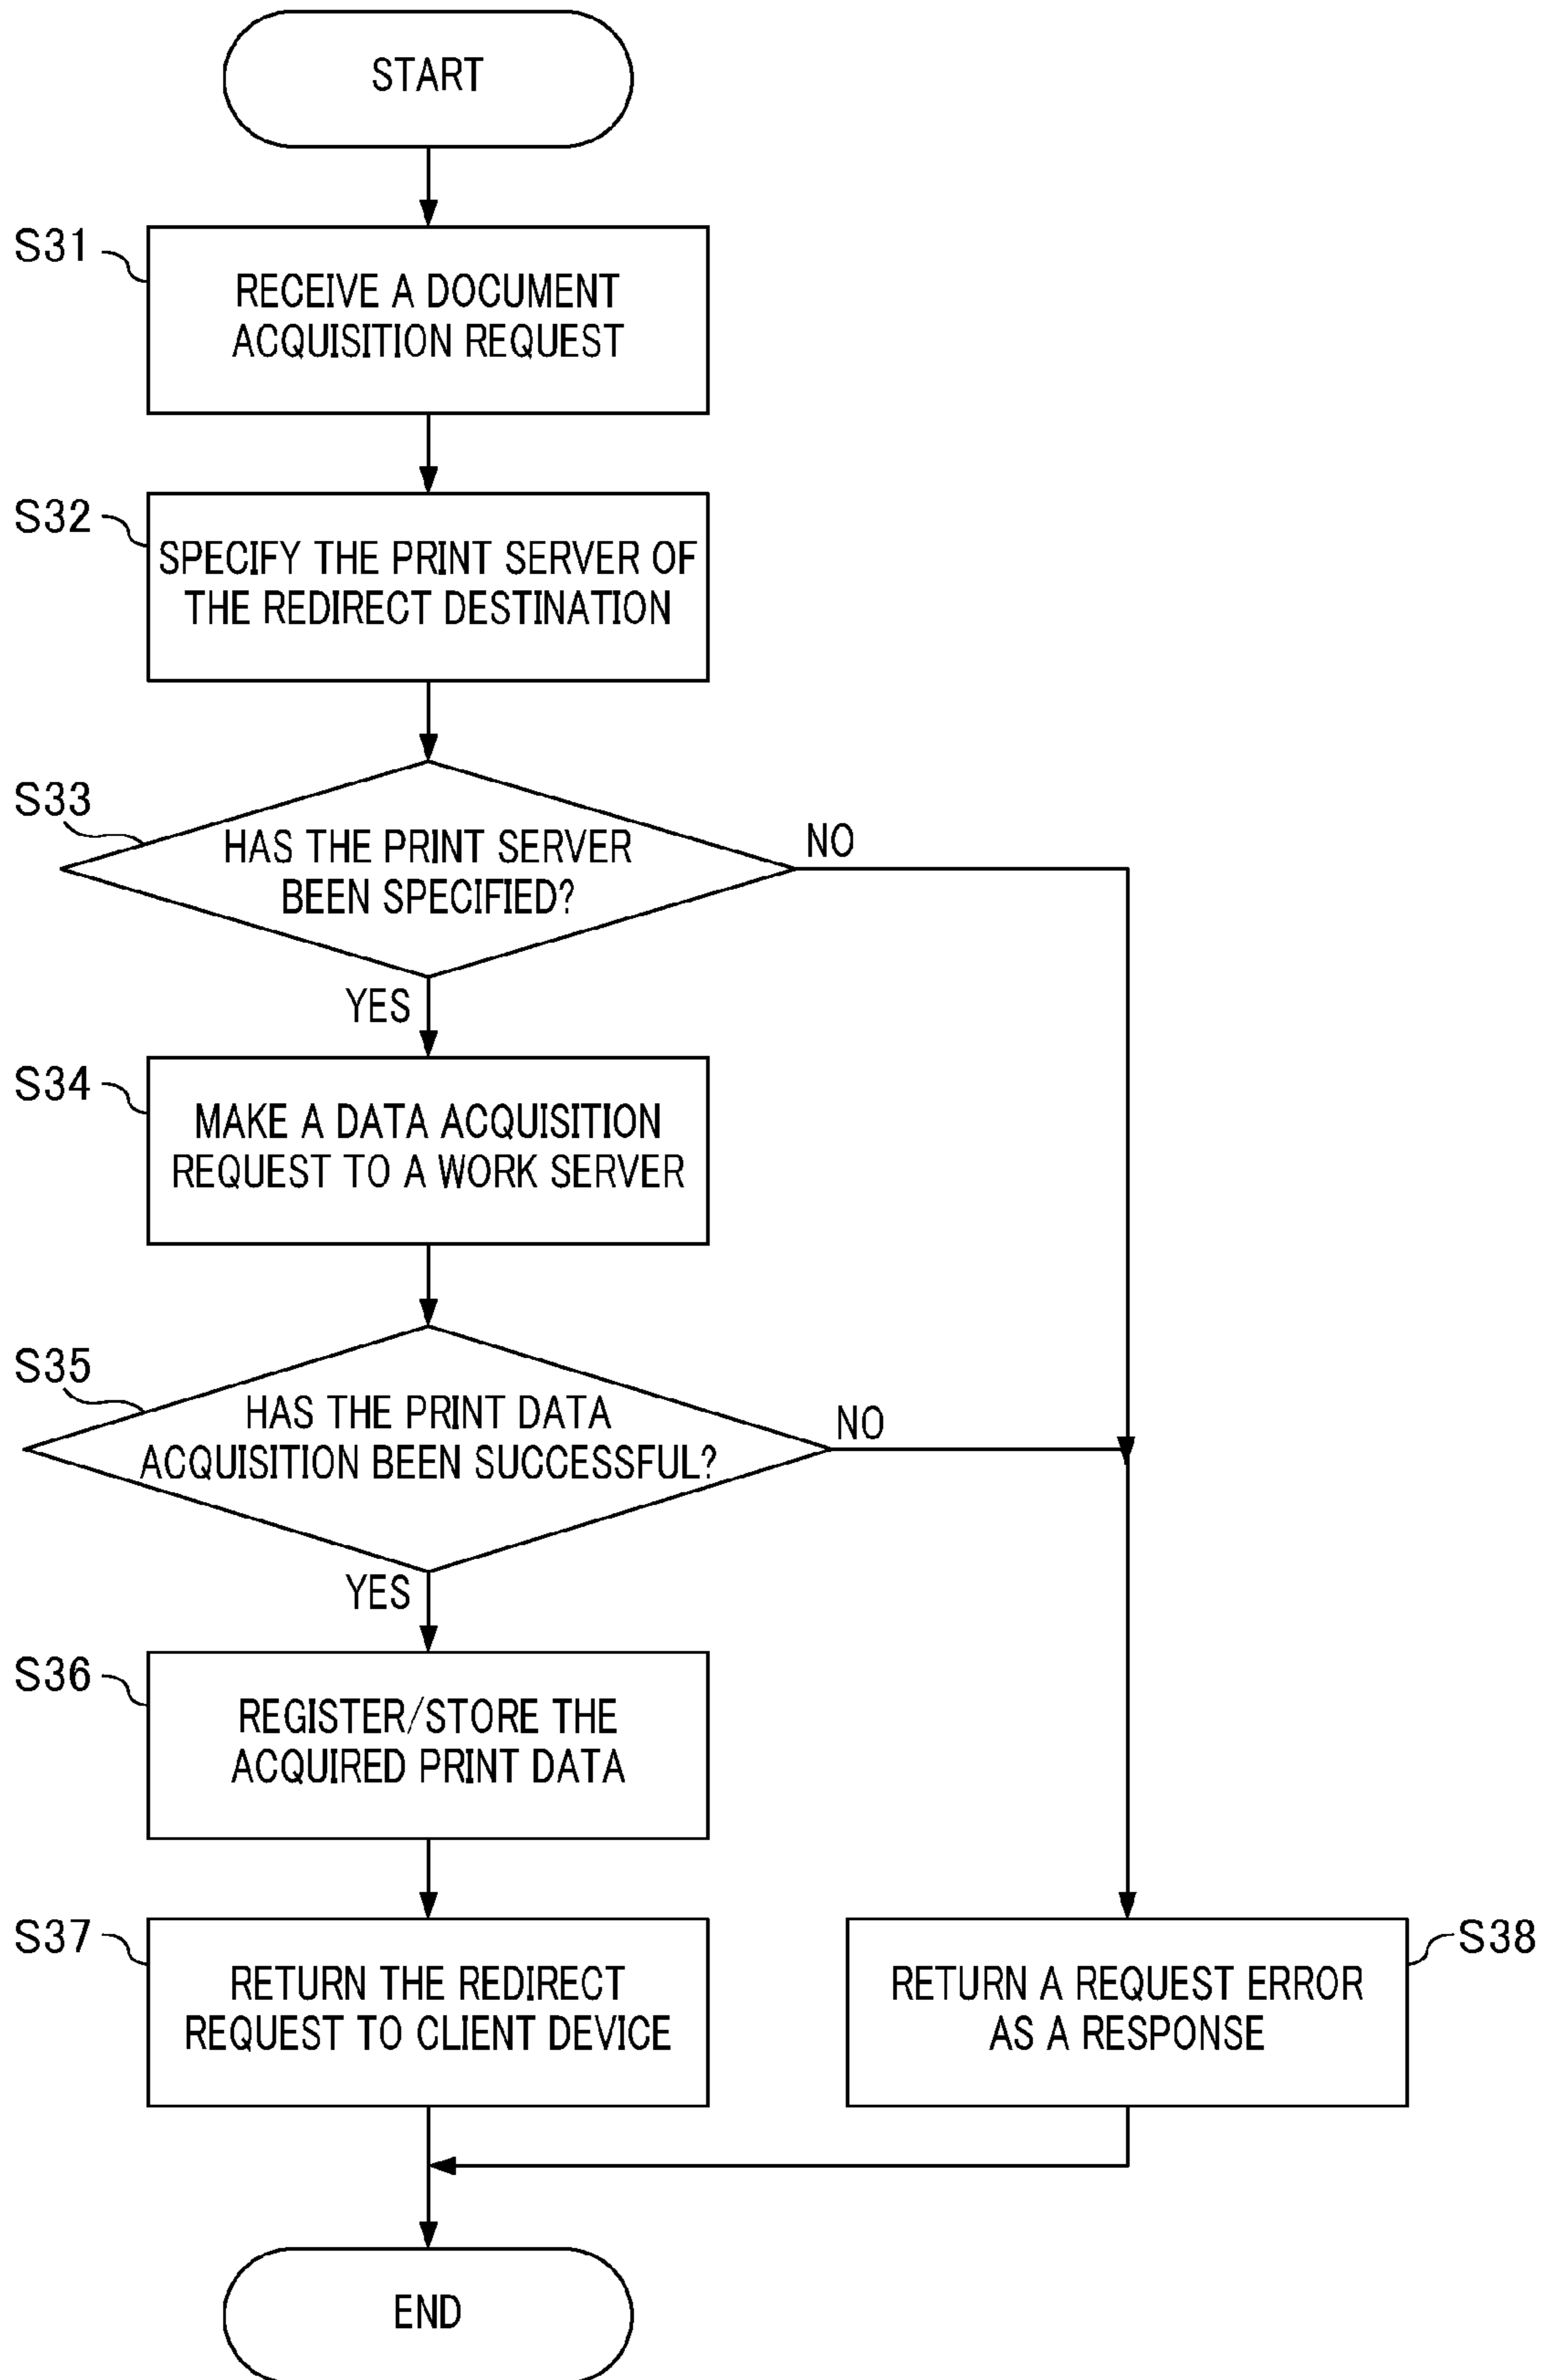 START
S31
RECEIVE A DOCUMENT
ACQUISITION REQUEST
S32
SPECIFY THE PRINT SERVER OF
THE REDIRECT DESTINATION
S33
HAS THE PRINT SERVER
BEEN SPECIFIED?
NO
YES
S34
MAKE A DATA ACQUISITION
REQUEST TO A WORK SERVER
S35
HAS THE PRINT DATA
ACQUISITION BEEN SUCCESSFUL?
NO
YES
S36
REGISTER/STORE THE
ACQUIRED PRINT DATA
S37
RETURN THE REDIRECT
REQUEST TO CLIENT DEVICE
RETURN A REQUEST ERROR
AS A RESPONSE
S38
END